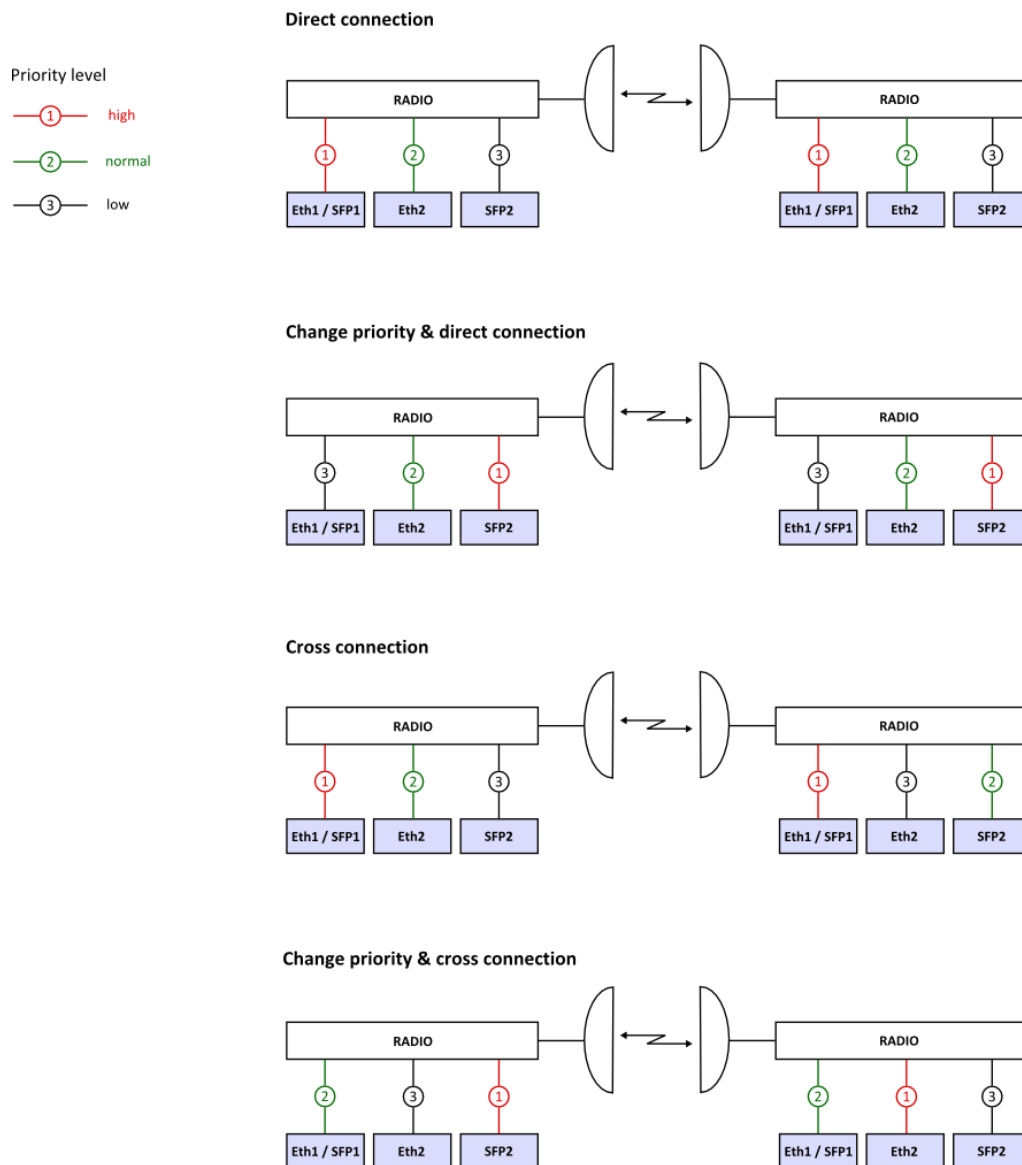 Direct connection
Priority level
1 high
2 normal
3 low
RADIO RADIO
1 2 3 1 2 3
Eth1 / SFP1 Eth2 SFP2 Eth1 / SFP1 Eth2 SFP2
Change priority & direct connection
RADIO RADIO
3 2 1 3 2 1
Eth1 / SFP1 Eth2 SFP2 Eth1 / SFP1 Eth2 SFP2
Cross connection
RADIO RADIO
1 2 3 1 3 2
Eth1 / SFP1 Eth2 SFP2 Eth1 / SFP1 Eth2 SFP2
Change priority & cross connection
RADIO RADIO
2 3 1 2 1 3
Eth1 / SFP1 Eth2 SFP2 Eth1 / SFP1 Eth2 SFP2